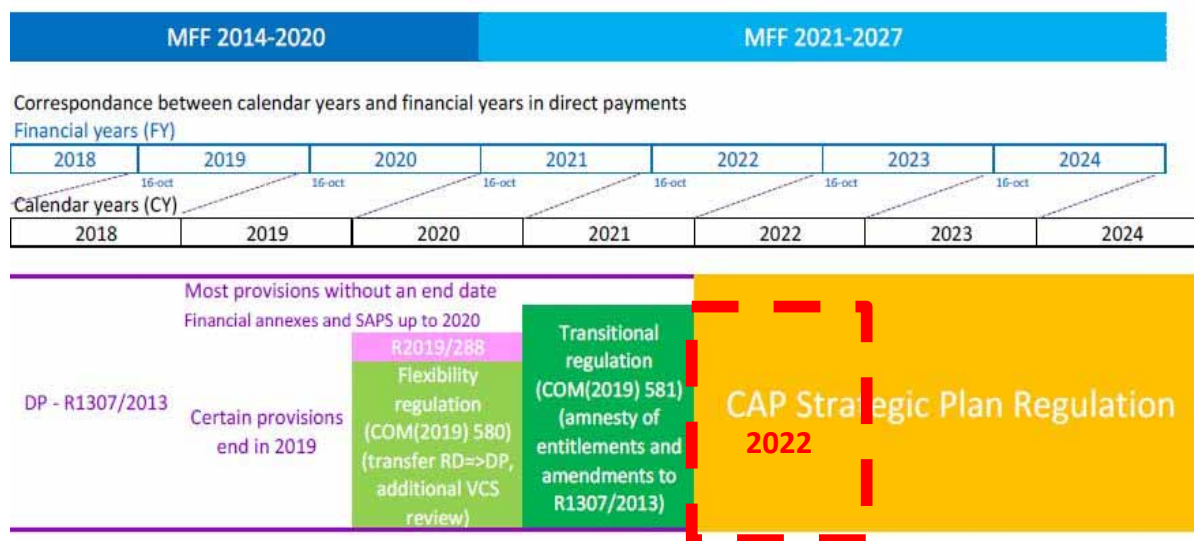 MFF 2014-2020
MFF 2021-2027
Correspondance between calendar years and financial years in direct payments
Financial years (FY)
2018 2019 2020 2021 2022 2023 2024
16-oct 16-oct 16-oct 16-oct 16-oct 16-oct
Calendar years (CY)
2018 2019 2020 2021 2022 2023 2024
DP - R1307/2013
Most provisions without an end date
Financial annexes and SAPS up to 2020
Certain provisions
end in 2019
R2019/288
Flexibility
regulation
(COM(2019) 580)
(transfer RD=>DP,
additional VCS
review)
Transitional
regulation
(COM(2019) 581)
(amnesty of
entitlements and
amendments to
R1307/2013)
CAP Strategic Plan Regulation
2022